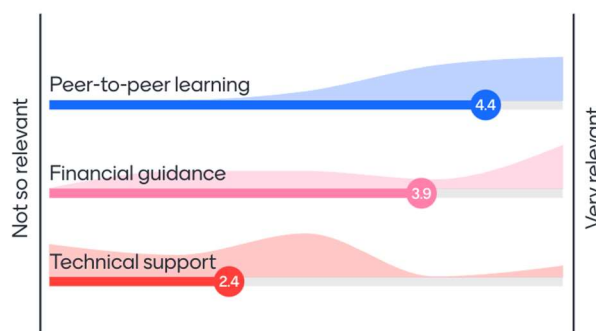 Not so relevant
Peer-to-peer learning
4.4
Financial guidance
3.9
Technical support
2.4
Very relevant